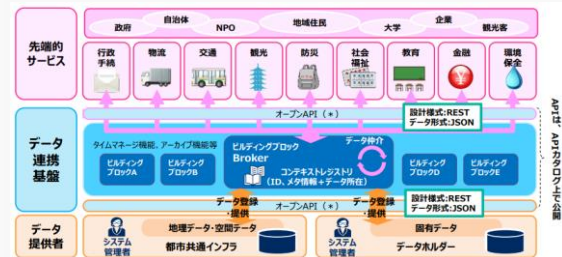 政府
自治体
NPO
地域住民
大学
企業
観光客
先端的
サービス
行政
手続
物流
交通
観光
防災
社会
福祉
教育
金融
環境
保全
オープンAPI（*）
設計様式:REST
データ形式:JSON
データ
連携
基盤
タイムマネージ機能、アーカイブ機能等
ビルディング
ブロックA
ビルディング
ブロックB
ビルディングブロック
Broker
データ仲介
コンテキストレジストリ
（ID、メタ情報+データ所在）
ビルディング
ブロックD
ビルディング
ブロックE
APIは、APIカタログ上で公開
データ登録
・提供
データ登録
・提供
オープンAPI（*）
設計様式:REST
データ形式:JSON
データ
提供者
システム
管理者
地理データ・空間データ
都市共通インフラ
システム
管理者
固有データ
データホルダー